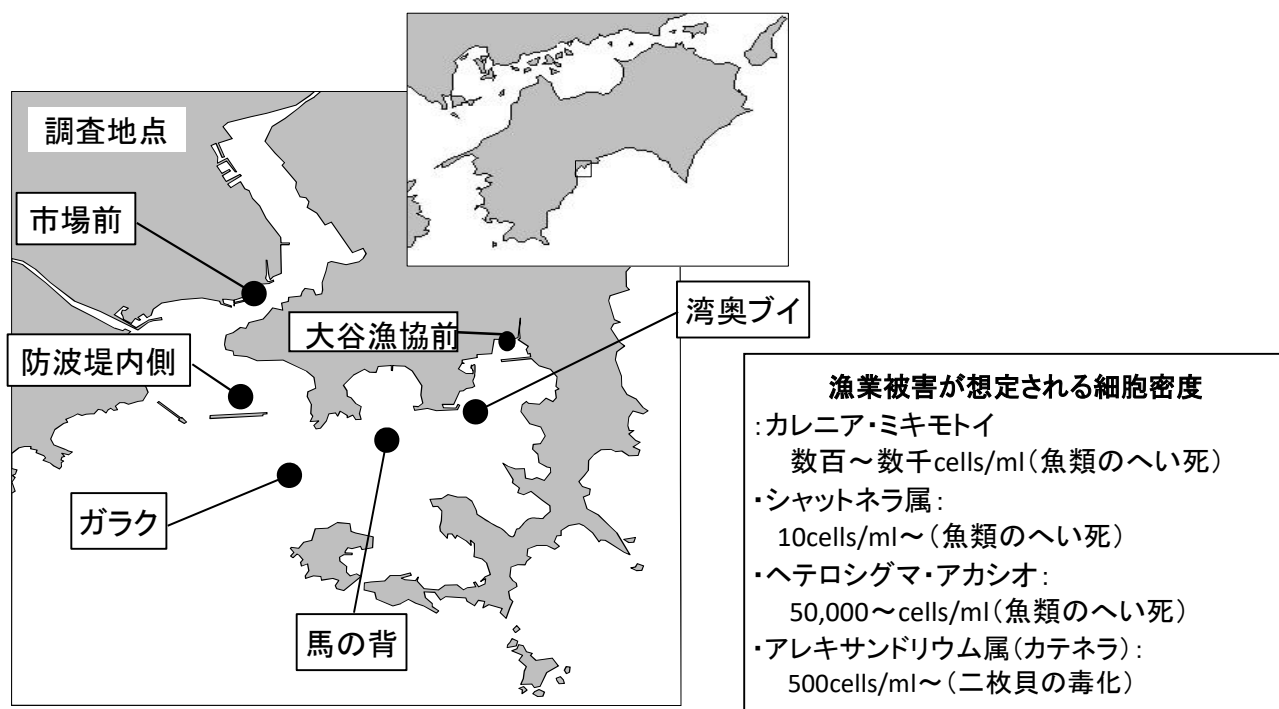 調査地点
市場前
湾奥ブイ
大谷漁協前
防波堤内側
ガラク
馬の背
漁業被害が想定される細胞密度
:カレニア・ミキモトイ
数百～数千cells/ml(魚類のへい死)
・シャットネラ属:
10cells/ml～(魚類のへい死)
・ヘテロシグマ・アカシオ:
50,000～cells/ml(魚類のへい死)
・アレキサンドリウム属(カテネラ):
500cells/ml～(二枚貝の毒化)